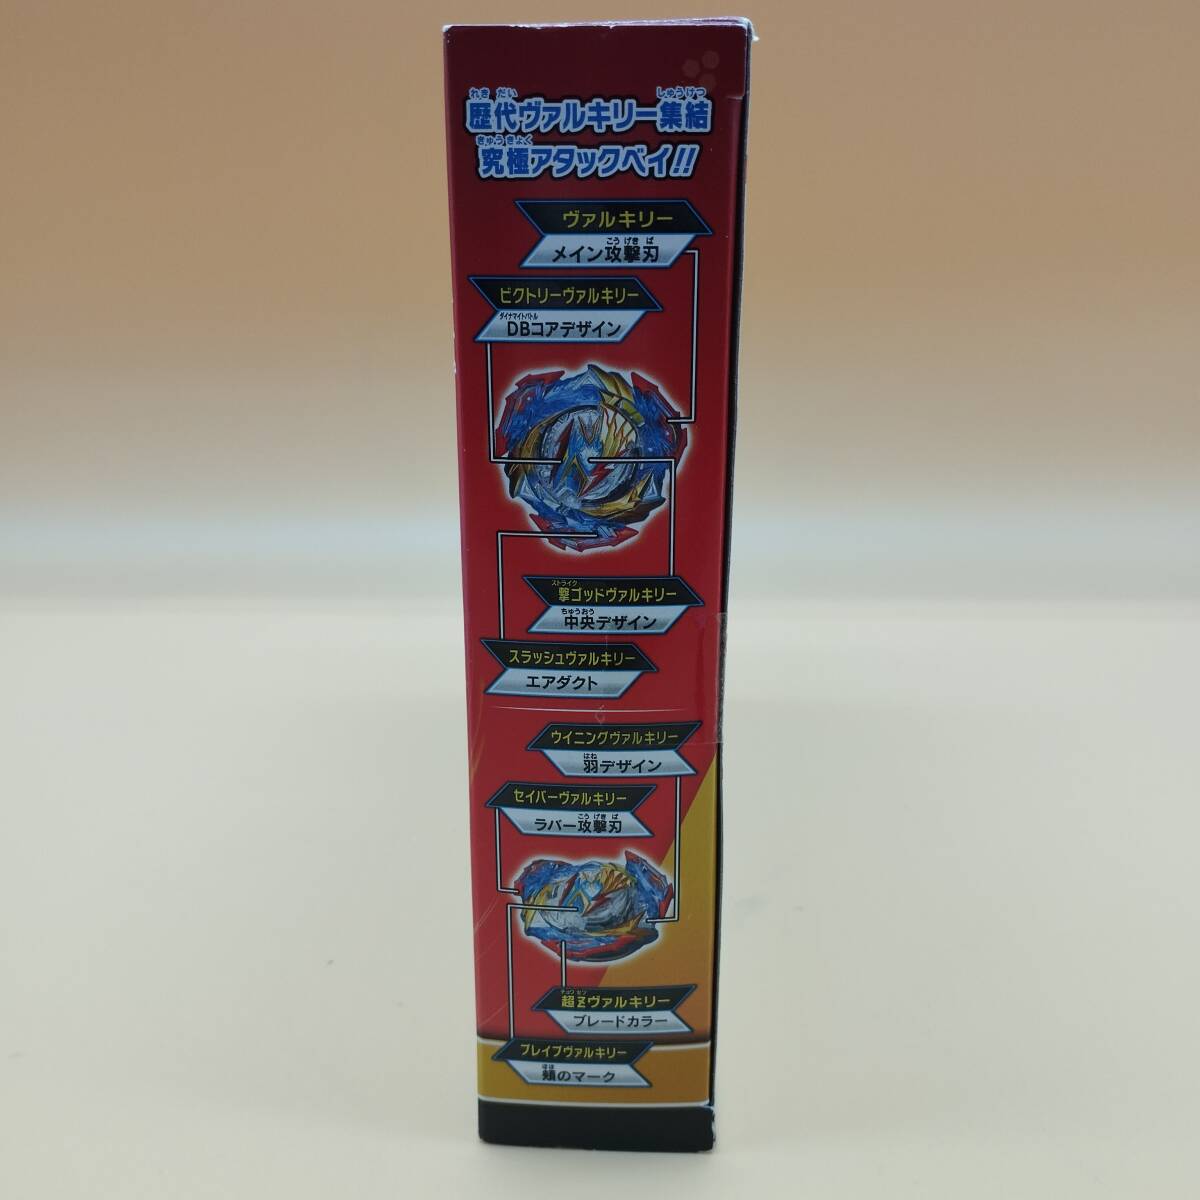 れきだい しゅうけつ
歴代ヴァルキリー集結
きゅうきょく
究極アタックベイ!!
ヴァルキリー
こうげきば
メイン攻撃刃
ビクトリーヴァルキリー
ダイナマイトバトル
DBコアデザイン
ストライク
撃ゴッドヴァルキリー
ちゅうおう
中央デザイン
スラッシュヴァルキリー
エアダクト
ウイニングヴァルキリー
はね
羽デザイン
セイバーヴァルキリー
こうげきば
ラバー攻撃刃
チョウゼツ
超Zヴァルキリー
ブレードカラー
ブレイブヴァルキリー
ほほ
頬のマーク